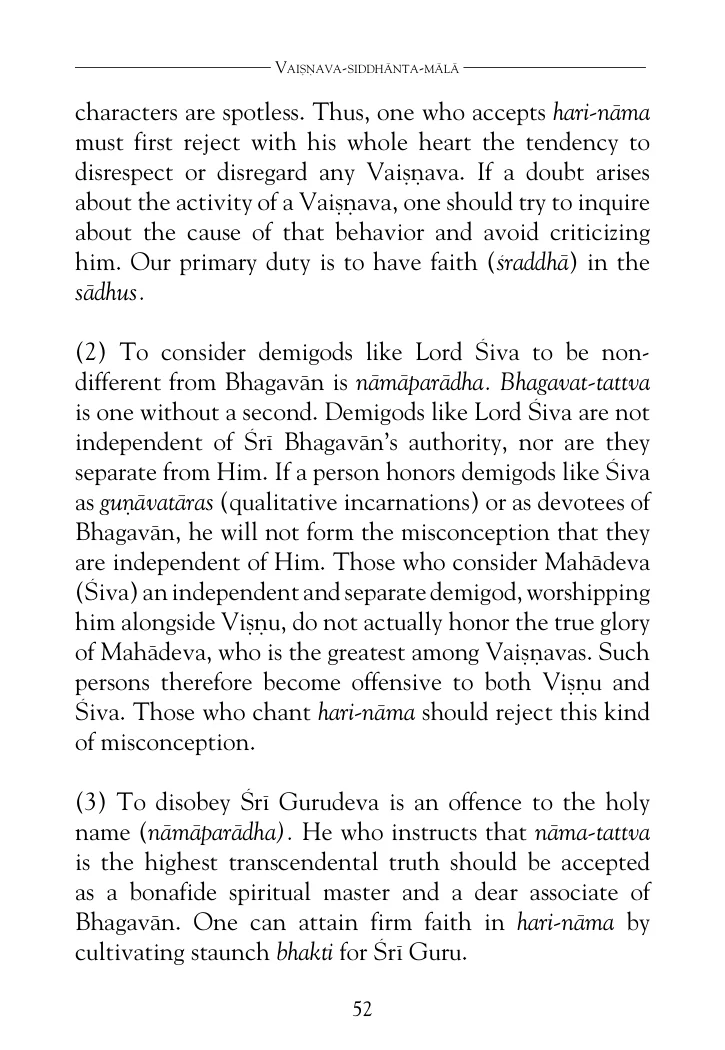 Vaiṣṇava-siddhānta-mālā
characters are spotless. Thus, one who accepts hari-nāma
must first reject with his whole heart the tendency to
disrespect or disregard any Vaiṣṇava. If a doubt arises
about the activity of a Vaiṣṇava, one should try to inquire
about the cause of that behavior and avoid criticizing
him. Our primary duty is to have faith (śraddhā) in the
sādhus.
(2) To consider demigods like Lord Śiva to be non-
different from Bhagavān is nāmāparādha. Bhagavat-tattva
is one without a second. Demigods like Lord Śiva are not
independent of Śrī Bhagavān's authority, nor are they
separate from Him. If a person honors demigods like Śiva
as guṇāvatāras (qualitative incarnations) or as devotees of
Bhagavān, he will not form the misconception that they
are independent of Him. Those who consider Mahādeva
(Śiva) an independent and separate demigod, worshipping
him alongside Viṣṇu, do not actually honor the true glory
of Mahādeva, who is the greatest among Vaiṣṇavas. Such
persons therefore become offensive to both Viṣṇu and
Śiva. Those who chant hari-nāma should reject this kind
of misconception.
(3) To disobey Śrī Gurudeva is an offence to the holy
name (nāmāparādha). He who instructs that nāma-tattva
is the highest transcendental truth should be accepted
as a bonafide spiritual master and a dear associate of
Bhagavān. One can attain firm faith in hari-nāma by
cultivating staunch bhakti for Śrī Guru.
52